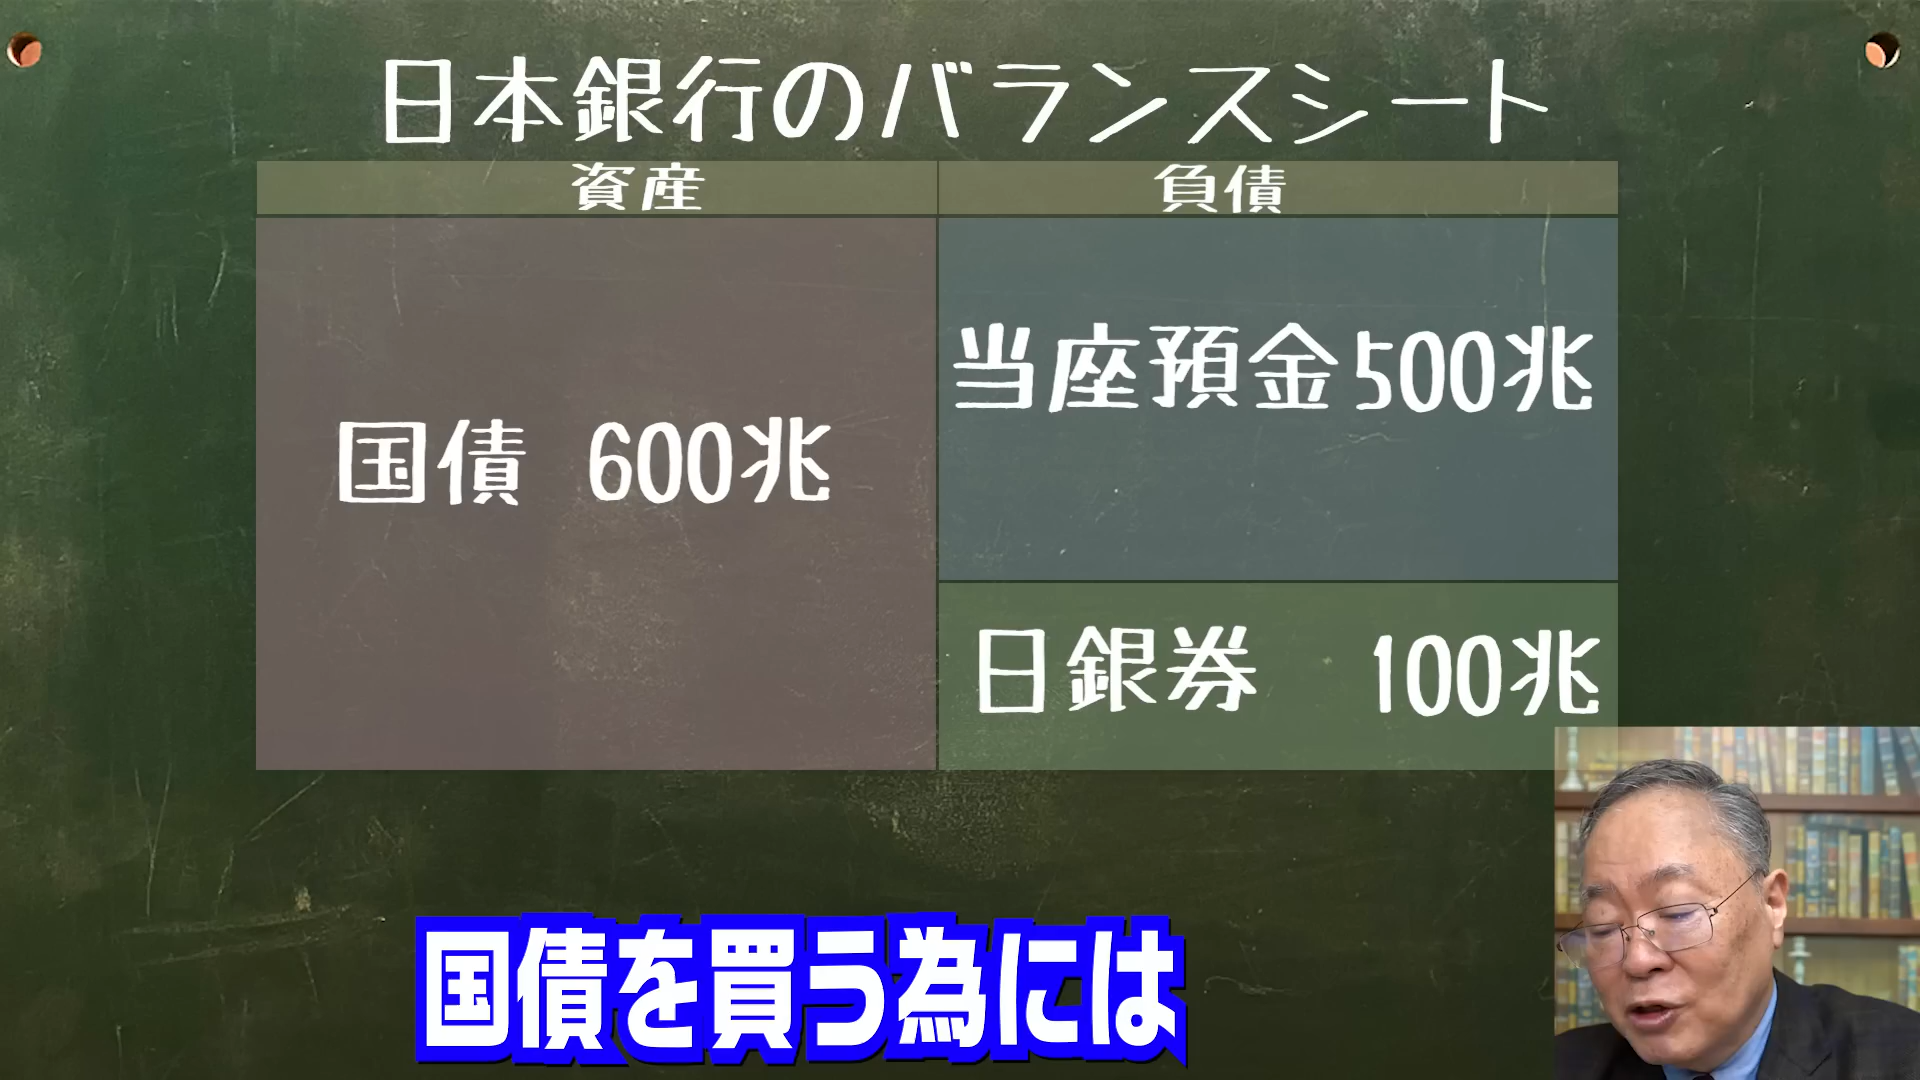 日本銀行のバランスシート
資産 負債
国債 600兆
当座預金500兆
日銀券 100兆
国債を買う為には